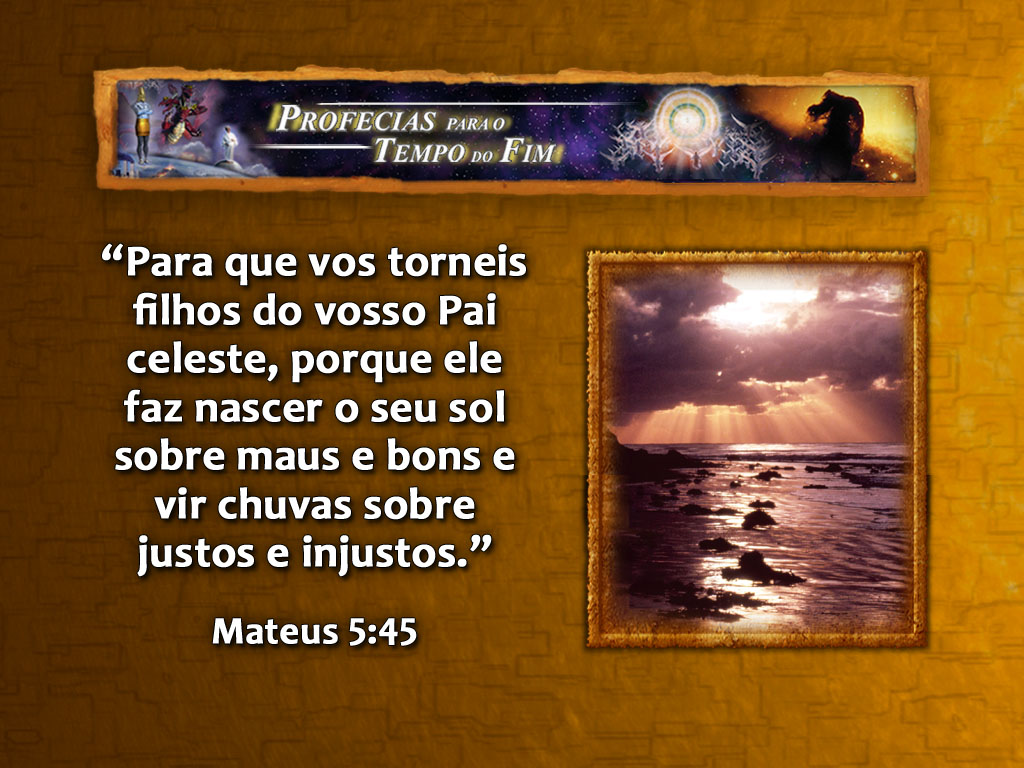 PROFECIAS PARA O
TEMPO DO FIM
“Para que vos torneis
filhos do vosso Pai
celeste, porque ele
faz nascer o seu sol
sobre maus e bons e
vir chuvas sobre
justos e injustos.”
Mateus 5:45